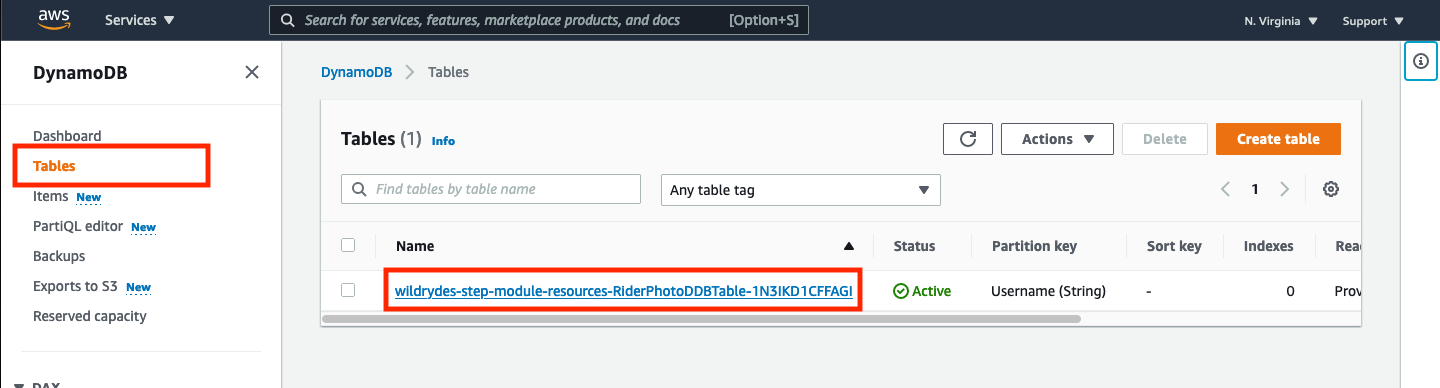 aws Services Search for services, features, marketplace products, and docs [Option+S] N. Virginia Support
DynamoDB
Dashboard
Tables
Items New
PartiQL editor New
Backups
Exports to S3 New
Reserved capacity
DAX
DynamoDB > Tables
Tables (1) Info Actions Delete Create table
Find tables by table name Any table tag 1
Name Status Partition key Sort key Indexes Rea
wildrydes-step-module-resources-RiderPhotoDDBTable-1N3IKD1CFFAGI Active Username (String) - 0 Prov